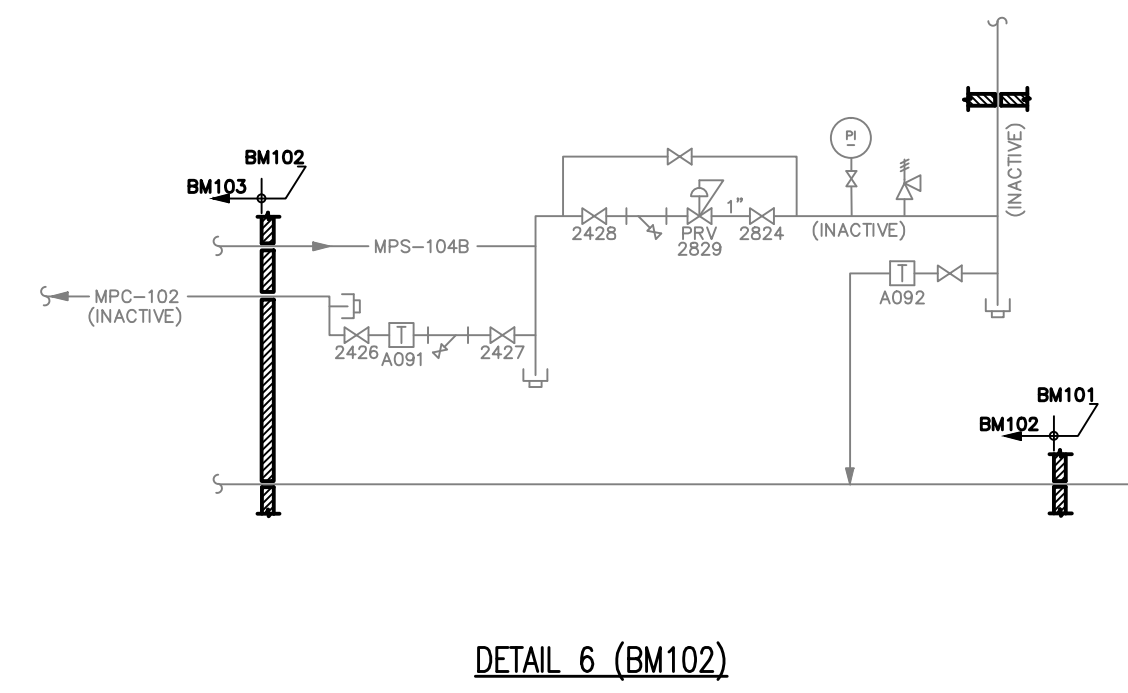 (INACTIVE)
PI
BM102
BM103
1"
2428
PRV
2829
2824
(INACTIVE)
MPS-104B
T
A092
MPC-102
(INACTIVE)
T
2426
A091
2427
BM101
BM102
DETAIL 6 (BM102)